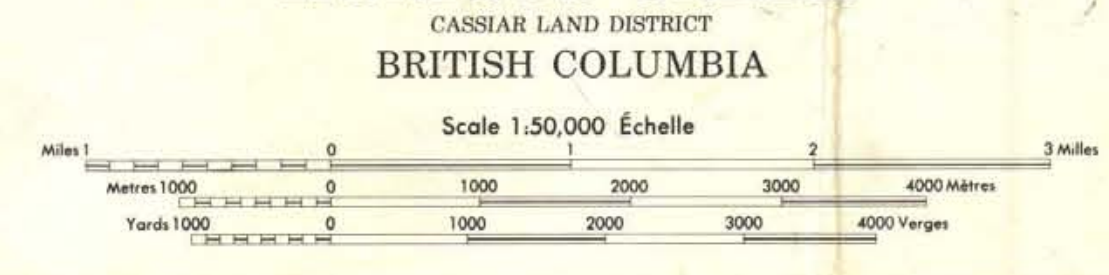 CASSIAR LAND DISTRICT
BRITISH COLUMBIA
Scale 1:50,000 Échelle
Miles 1 0 1 2 3 Milles
Metres 1000 0 1000 2000 3000 4000 Mètres
Yards 1000 0 1000 2000 3000 4000 Verges